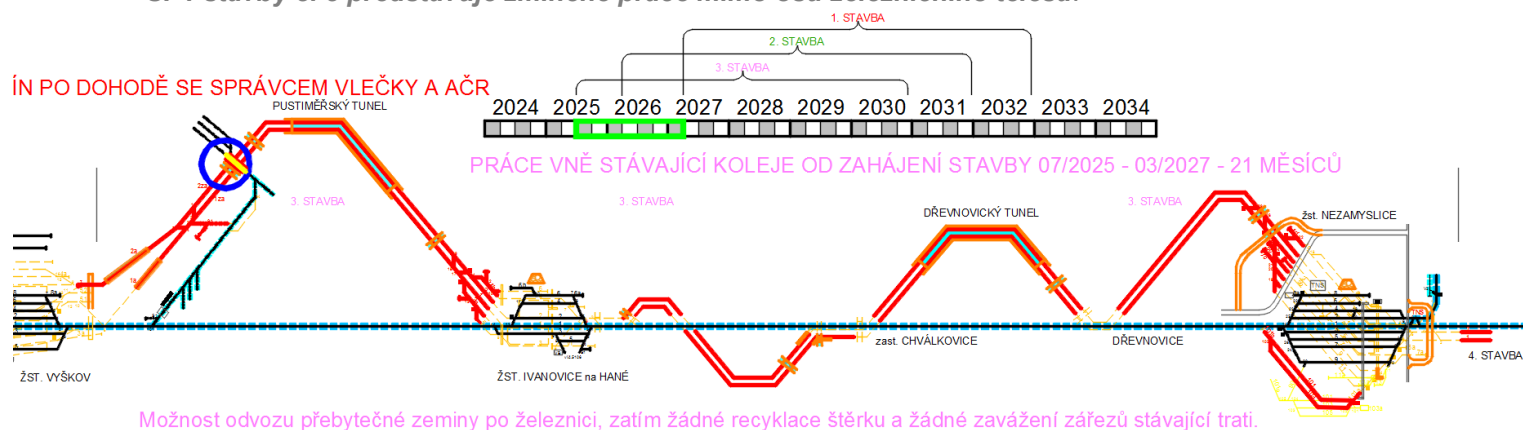 1. STAVBA
2. STAVBA
3. STAVBA
ÍN PO DOHODĚ SE SPRÁVCEM VLEČKY A AČR
PUSTIMĚŘSKÝ TUNEL
2024 2025 2026 2027 2028 2029 2030 2031 2032 2033 2034
PRÁCE VNĚ STÁVAJÍCÍ KOLEJE OD ZAHÁJENÍ STAVBY 07/2025 - 03/2027 - 21 MĚSÍCŮ
3. STAVBA
3. STAVBA
3. STAVBA
DŘEVNOVICKÝ TUNEL
žst. NEZAMYSLICE
TNS
TNS
zast. CHVÁLKOVICE
DŘEVNOVICE
4. STAVBA
ŽST. VYŠKOV
ŽST. IVANOVICE na HANÉ
Možnost odvozu přebytečné zeminy po železnici, zatím žádné recyklace štěrku a žádné zavážení zářezů stávající trati.